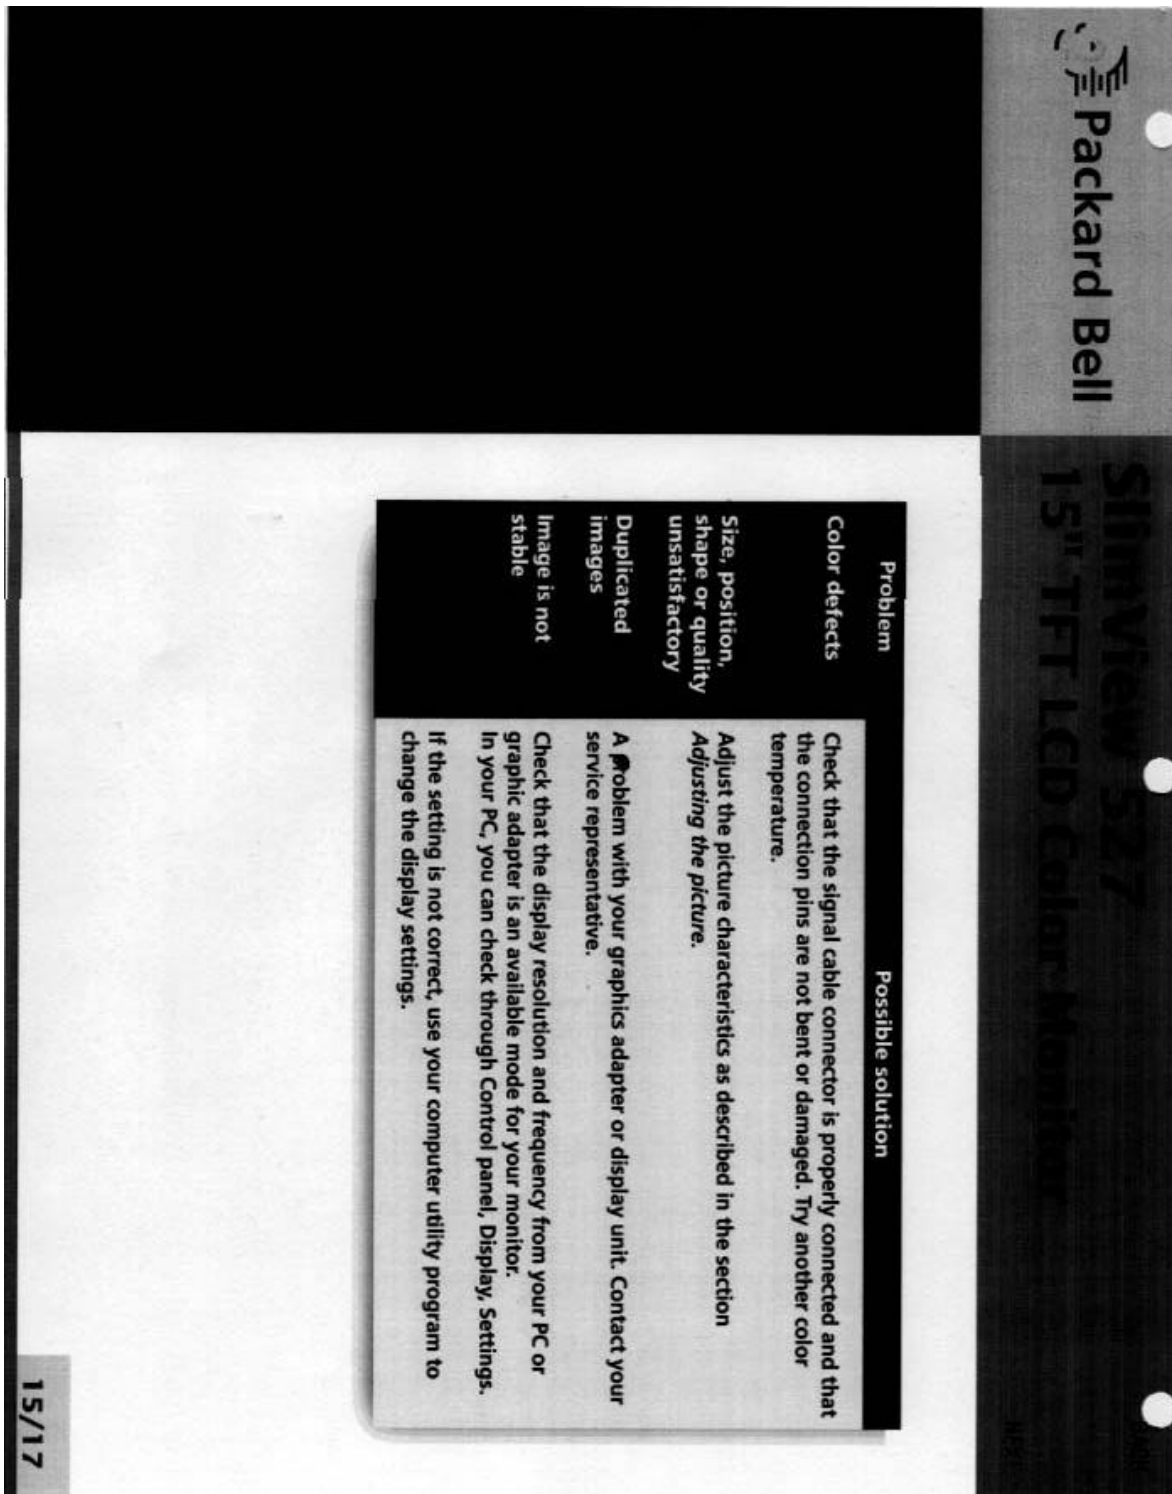 Packard Bell
SlimView 527
15" TFT LCD Color Monitor
Problem
Possible solution
Color defects
Check that the signal cable connector is properly connected and that
the connection pins are not bent or damaged. Try another color
temperature.
Size, position,
shape or quality
unsatisfactory
Adjust the picture characteristics as described in the section
Adjusting the picture.
Duplicated
images
A problem with your graphics adapter or display unit. Contact your
service representative.
Image is not
stable
Check that the display resolution and frequency from your PC or
graphic adapter is an available mode for your monitor.
In your PC, you can check through Control panel, Display, Settings.
If the setting is not correct, use your computer utility program to
change the display settings.
15/17